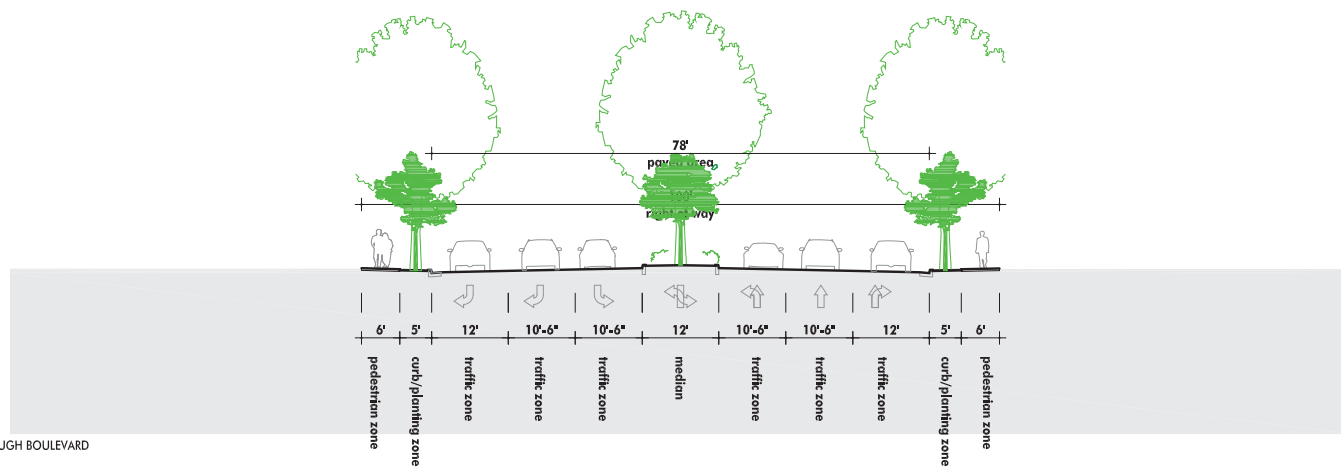 78'
paved area
100'
right of way
6' 5' 12' 10'-6" 10'-6" 12' 10'-6" 10'-6" 12' 5' 6'
pedestrian zone
curb/planting zone
traffic zone
traffic zone
traffic zone
median
traffic zone
traffic zone
traffic zone
curb/planting zone
pedestrian zone
UGH BOULEVARD